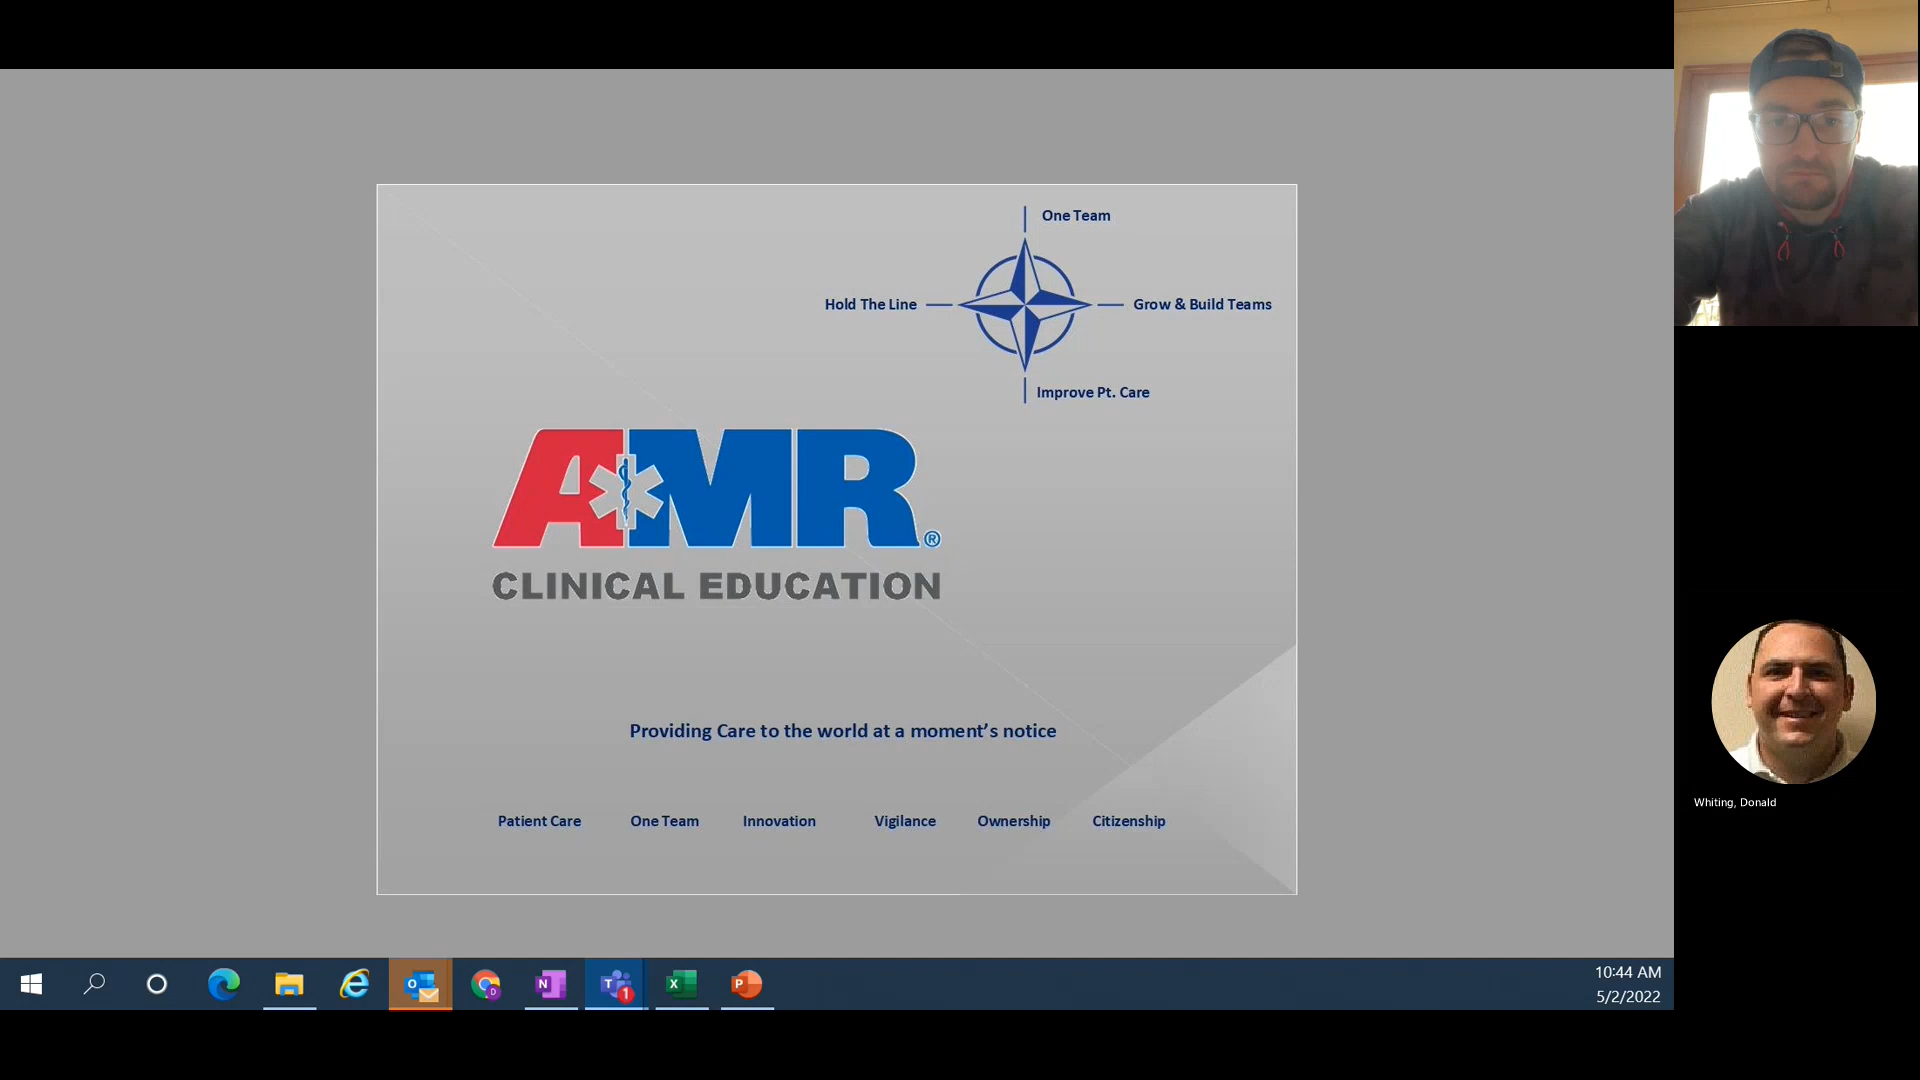 One Team
Hold The Line
Grow & Build Teams
Improve Pt. Care
AMR®
CLINICAL EDUCATION
Providing Care to the world at a moment’s notice
Patient Care One Team Innovation Vigilance Ownership Citizenship
Whiting, Donald
10:44 AM
5/2/2022